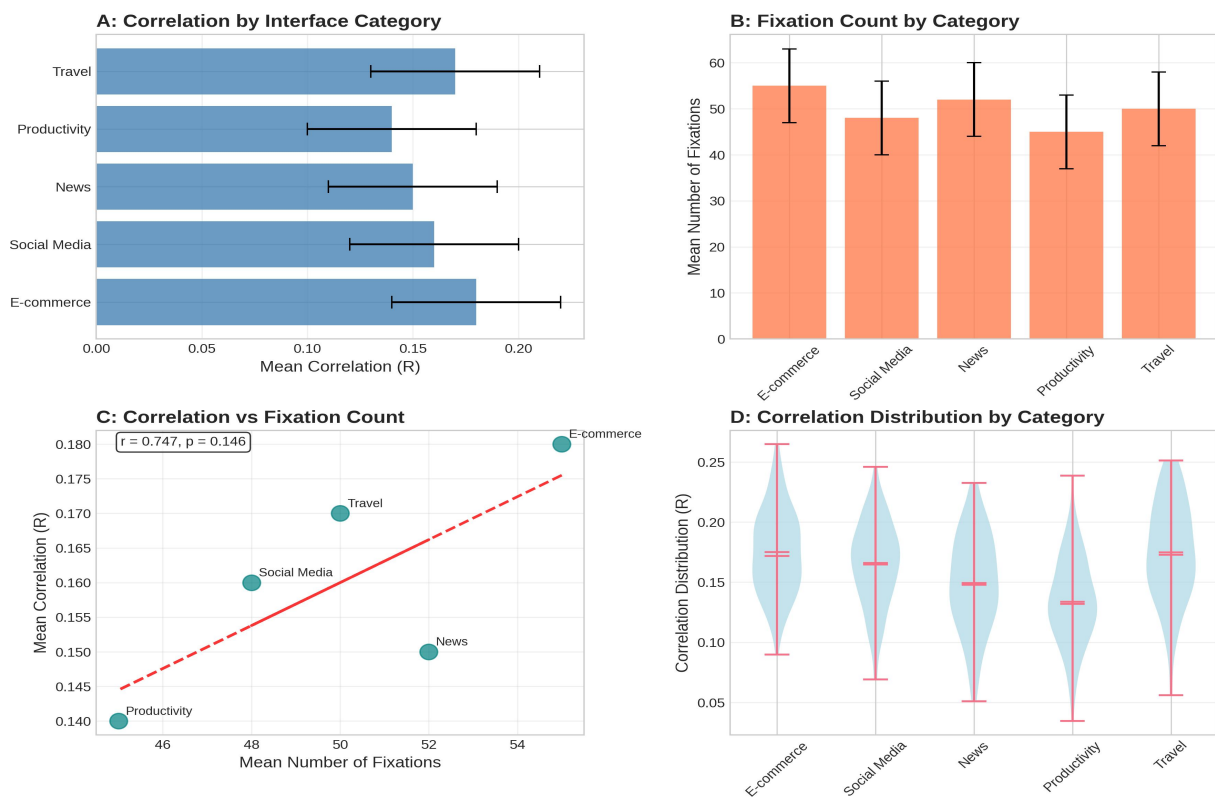 A: Correlation by Interface Category
Travel
Productivity
News
Social Media
E-commerce
0.00 0.05 0.10 0.15 0.20
Mean Correlation (R)
B: Fixation Count by Category
Mean Number of Fixations
60
50
40
30
20
10
0
E-commerce Social Media News Productivity Travel
C: Correlation vs Fixation Count
r = 0.747, p = 0.146
Mean Correlation (R)
0.180
0.175
0.170
0.165
0.160
0.155
0.150
0.145
0.140
E-commerce
Travel
Social Media
News
Productivity
46 48 50 52 54
Mean Number of Fixations
D: Correlation Distribution by Category
Correlation Distribution (R)
0.25
0.20
0.15
0.10
0.05
E-commerce Social Media News Productivity Travel